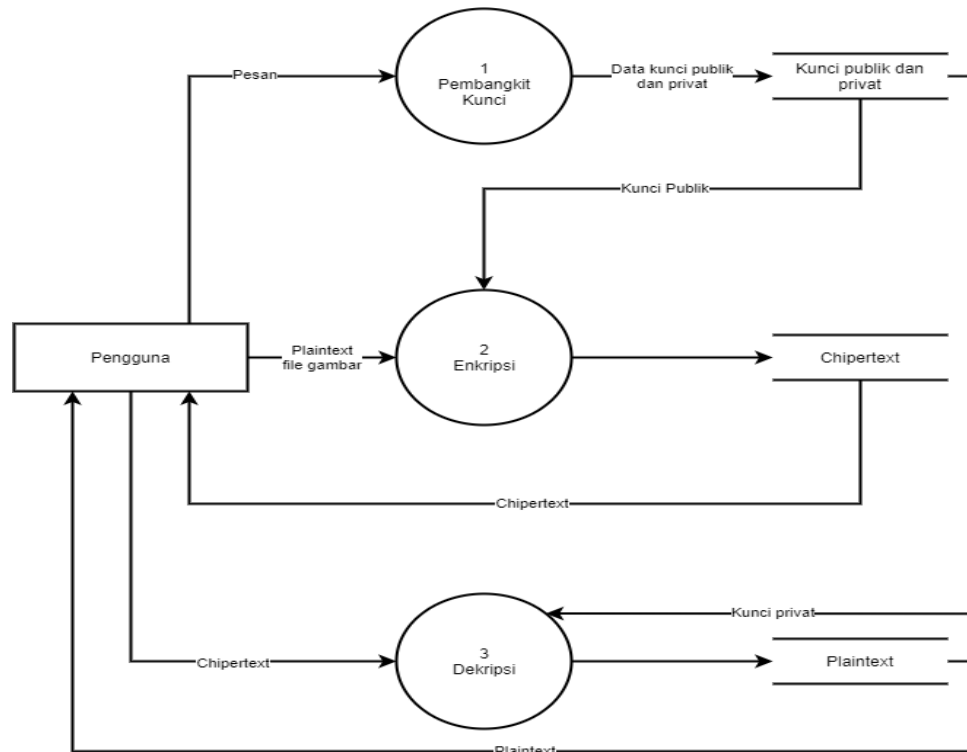 1
Pembangkit
Kunci
Pesan
Data kunci publik
dan privat
Kunci publik dan
privat
Kunci Publik
Pengguna
Plaintext
file gambar
2
Enkripsi
Chipertext
Chipertext
Kunci privat
3
Dekripsi
Chipertext
Plaintext
Plaintext